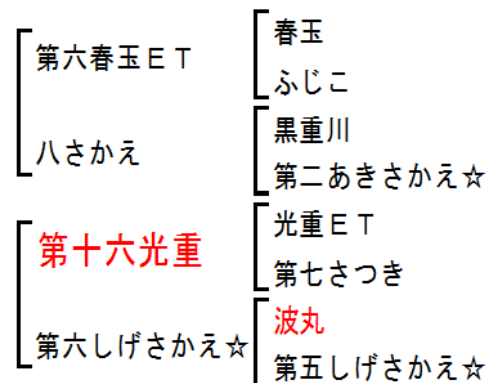 第六春玉ＥＴ
八さかえ
第十六光重
第六しげさかえ☆
春玉
ふじこ
黒重川
第二あきさかえ☆
光重ＥＴ
第七さつき
波丸
第五しげさかえ☆